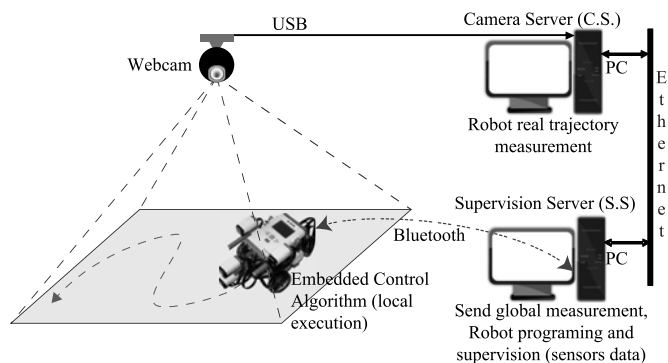 Camera Server (C.S.)
USB
Webcam
PC
Robot real trajectory
measurement
Ethernet
Supervision Server (S.S)
Bluetooth
PC
Embedded Control
Algorithm (local
execution)
Send global measurement,
Robot programing and
supervision (sensors data)